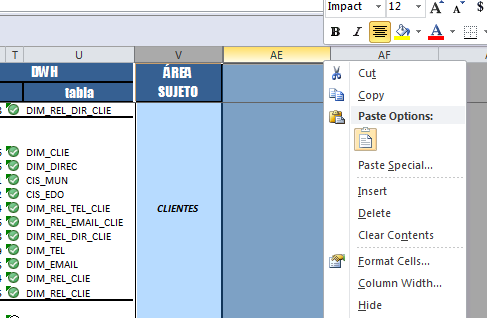 Impact 12 A A $
B I A
T U V AE AF
DWH ÁREA
tabla SUJETO
DIM_REL_DIR_CLIE
DIM_CLIE
DIM_DIREC
CIS_MUN
CIS_EDO
DIM_REL_TEL_CLIE
DIM_REL_EMAIL_CLIE
DIM_REL_DIR_CLIE
DIM_TEL
DIM_EMAIL
DIM_REL_CLIE
DIM_REL_CLIE
CLIENTES
Cut
Copy
Paste Options:
Paste Special...
Insert
Delete
Clear Contents
Format Cells...
Column Width...
Hide